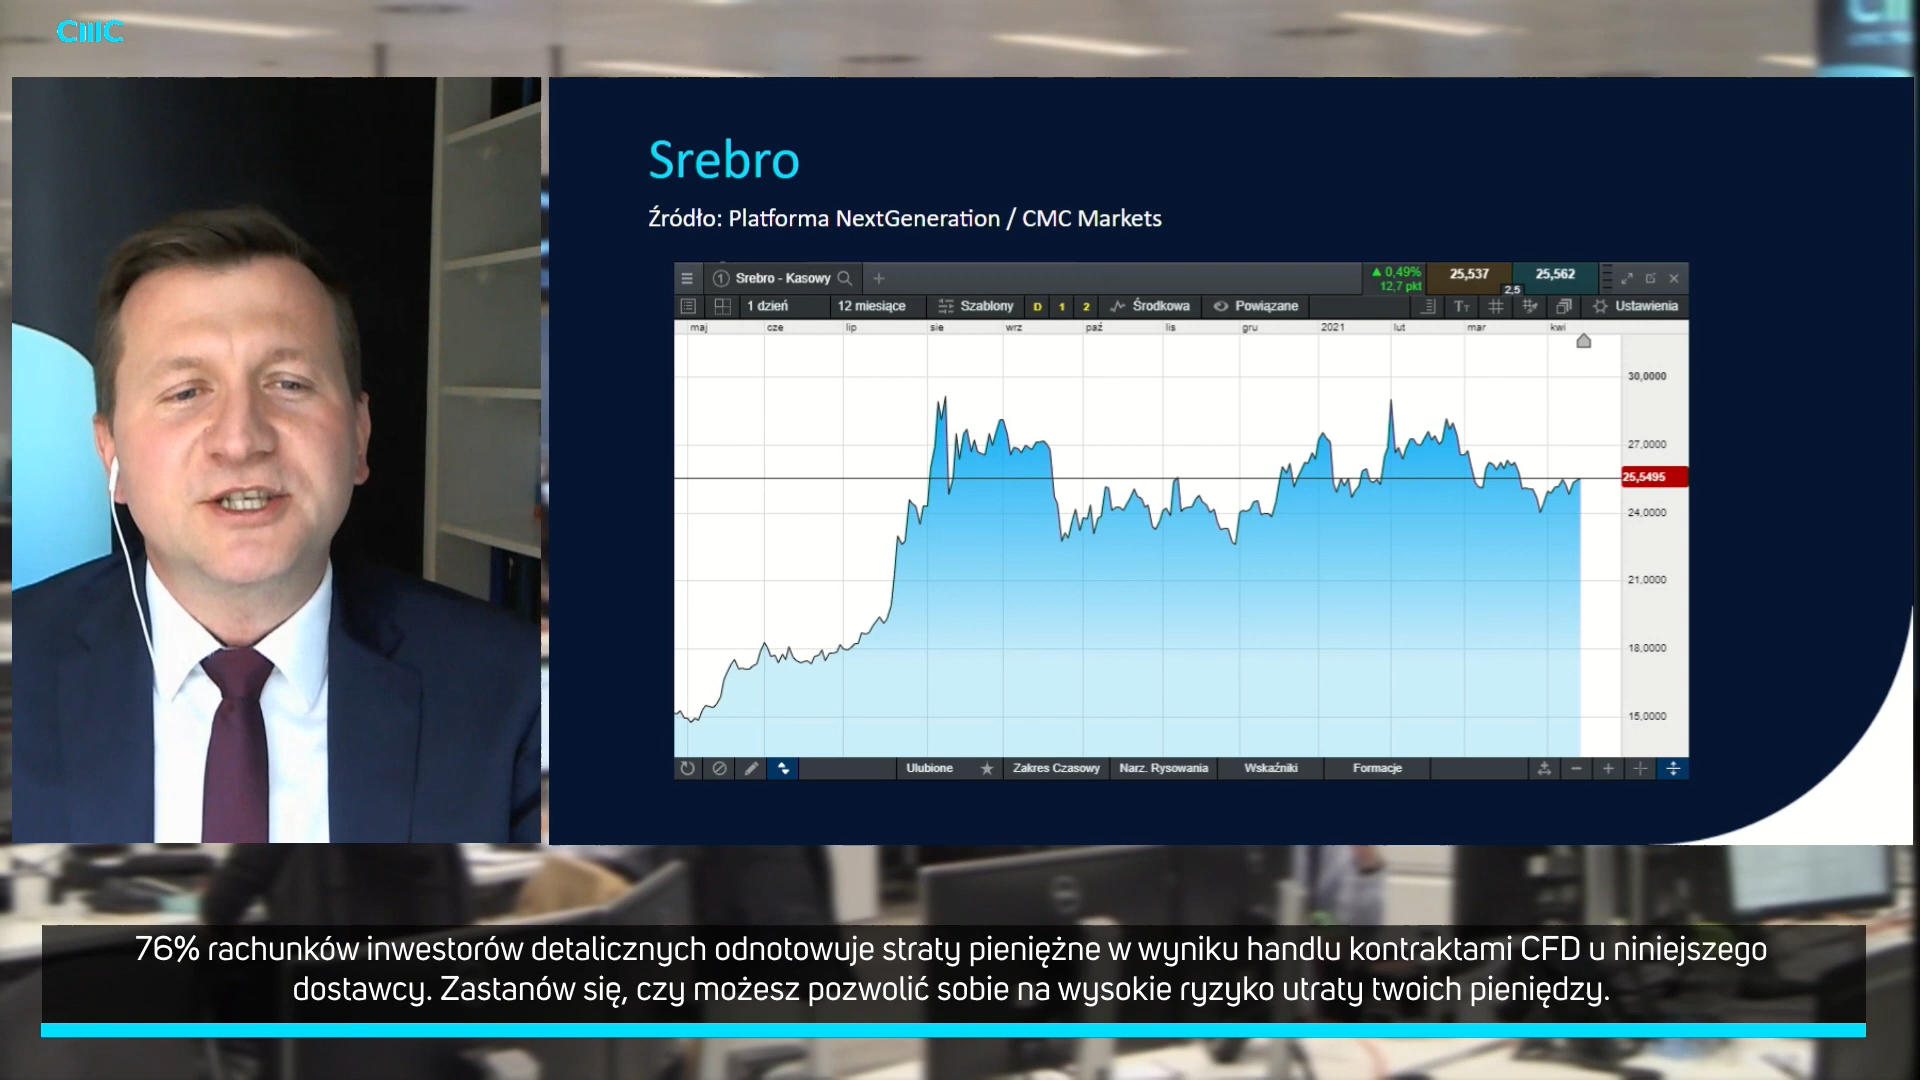 CMC
Srebro
Źródło: Platforma NextGeneration / CMC Markets
1 Srebro - Kasowy
0,49%
12,7 pkt
25,537
2,5
25,562
1 dzień
12 miesiące
Szablony
D
1
2
Środkowa
Powiązane
Ustawienia
maj cze lip sie wrz paź lis gru 2021 lut mar kwi
30,0000
27,0000
25,5495
24,0000
21,0000
18,0000
15,0000
Ulubione
Zakres Czasowy
Narz. Rysowania
Wskaźniki
Formacje
76% rachunków inwestorów detalicznych odnotowuje straty pieniężne w wyniku handlu kontraktami CFD u niniejszego
dostawcy. Zastanów się, czy możesz pozwolić sobie na wysokie ryzyko utraty twoich pieniędzy.